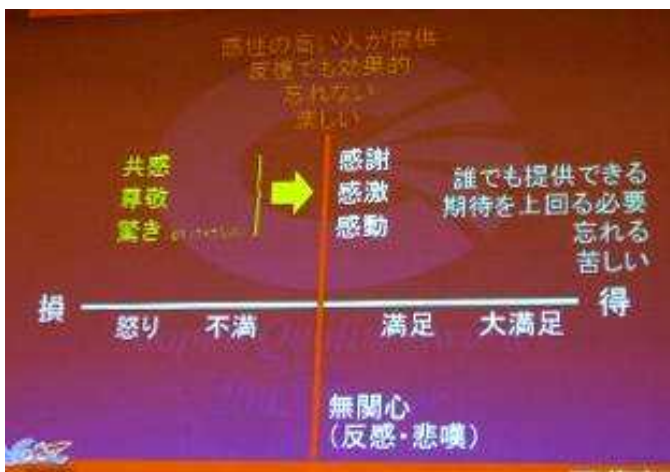 感性の高い人が提供
反復でも効果的
忘れない
楽しい
共感
尊敬
驚き
感謝
感激
感動
誰でも提供できる
期待を上回る必要
忘れる
苦しい
損
得
怒り 不満 満足 大満足
無関心
(反感・悲嘆)